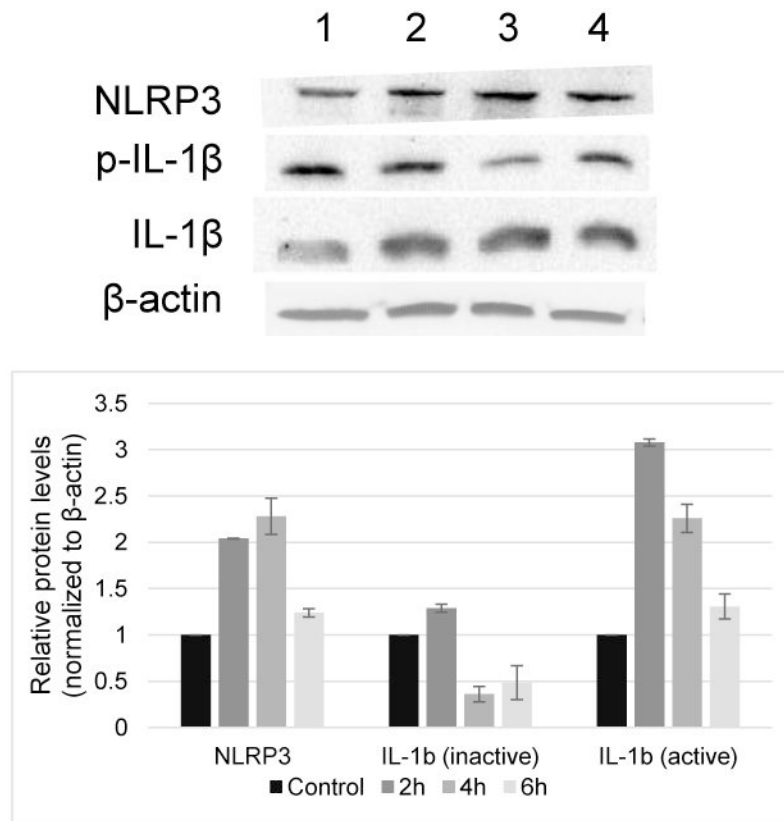 1 2 3 4
NLRP3
p-IL-1β
IL-1β
β-actin
Relative protein levels
(normalized to β-actin)
3.5
3
2.5
2
1.5
1
0.5
0
NLRP3 IL-1b (inactive) IL-1b (active)
Control 2h 4h 6h